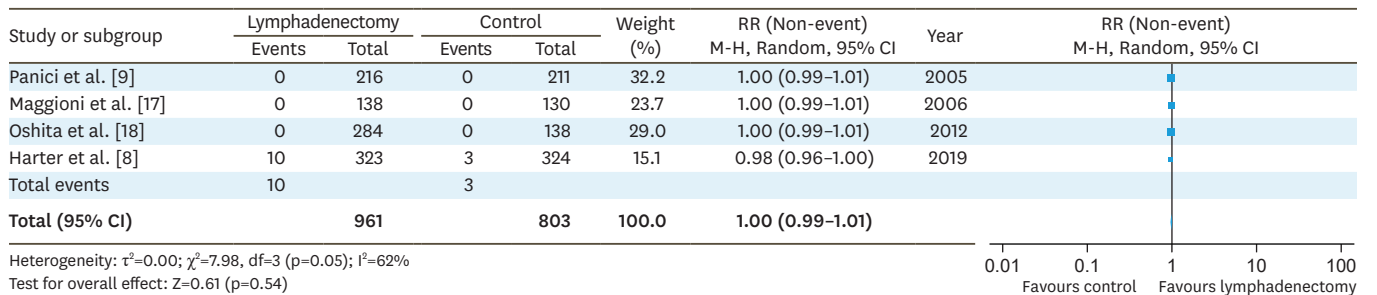 Study or subgroup Lymphadenectomy Control Weight (%) RR (Non-event) M-H, Random, 95% CI Year RR (Non-event) M-H, Random, 95% CI
Events Total Events Total
Panici et al. [9] 0 216 0 211 32.2 1.00 (0.99–1.01) 2005
Maggioni et al. [17] 0 138 0 130 23.7 1.00 (0.99–1.01) 2006
Oshita et al. [18] 0 284 0 138 29.0 1.00 (0.99–1.01) 2012
Harter et al. [8] 10 323 3 324 15.1 0.98 (0.96–1.00) 2019
Total events 10 3
Total (95% CI) 961 803 100.0 1.00 (0.99–1.01)
Heterogeneity: τ²=0.00; χ²=7.98, df=3 (p=0.05); I²=62%
Test for overall effect: Z=0.61 (p=0.54)
0.01 0.1 1 10 100
Favours control Favours lymphadenectomy